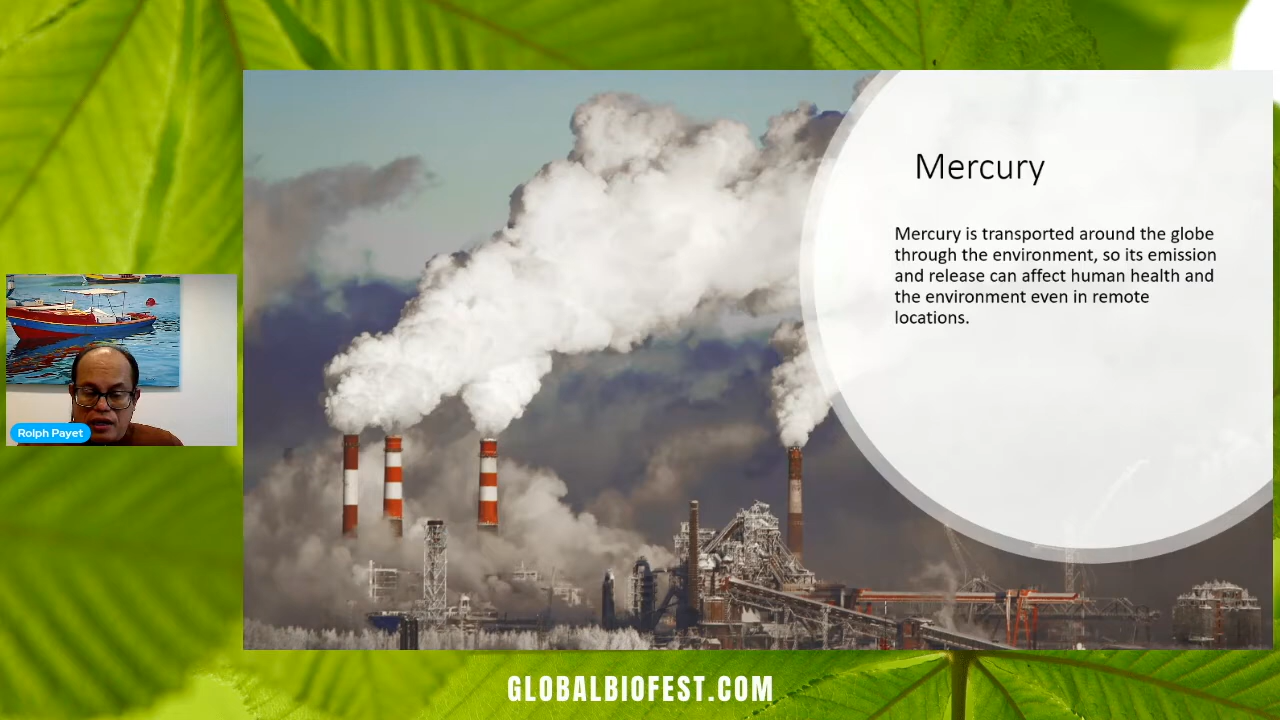 Mercury
Mercury is transported around the globe
through the environment, so its emission
and release can affect human health and
the environment even in remote
locations.
Rolph Payet
GLOBALBIOFEST.COM